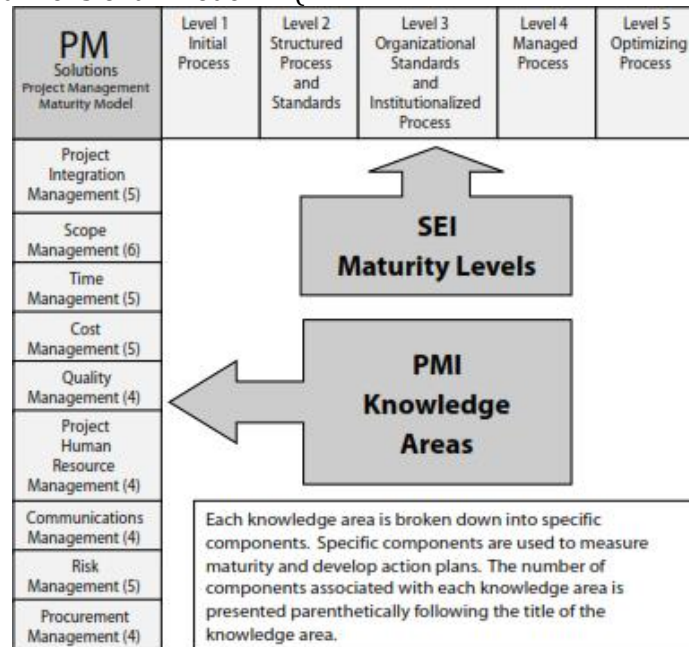 PM
Solutions
Project Management
Maturity Model
Level 1
Initial
Process
Level 2
Structured
Process
and
Standards
Level 3
Organizational
Standards
and
Institutionalized
Process
Level 4
Managed
Process
Level 5
Optimizing
Process
Project
Integration
Management (5)
Scope
Management (6)
Time
Management (5)
Cost
Management (5)
Quality
Management (4)
Project
Human
Resource
Management (4)
Communications
Management (4)
Risk
Management (5)
Procurement
Management (4)
SEI
Maturity Levels
PMI
Knowledge
Areas
Each knowledge area is broken down into specific
components. Specific components are used to measure
maturity and develop action plans. The number of
components associated with each knowledge area is
presented parenthetically following the title of the
knowledge area.